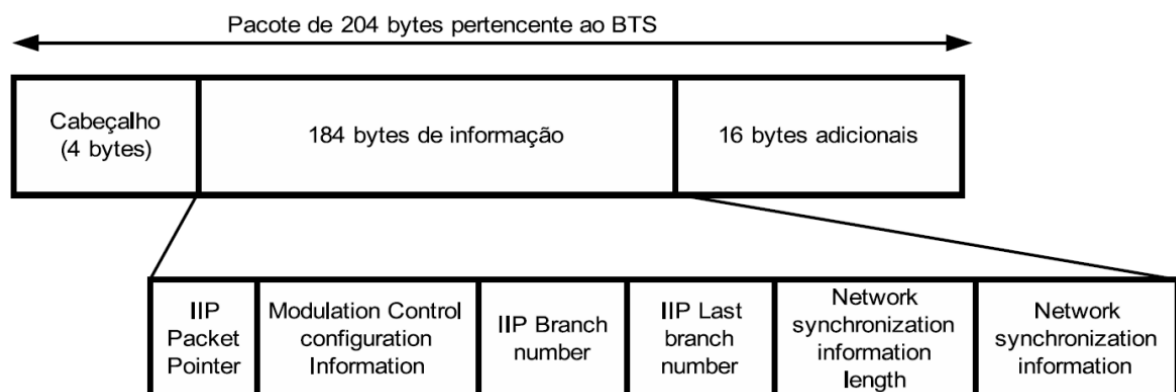 Pacote de 204 bytes pertencente ao BTS
Cabeçalho
(4 bytes)
184 bytes de informação
16 bytes adicionais
IIP
Packet
Pointer
Modulation Control
configuration
Information
IIP Branch
number
IIP Last
branch
number
Network
synchronization
information
length
Network
synchronization
information